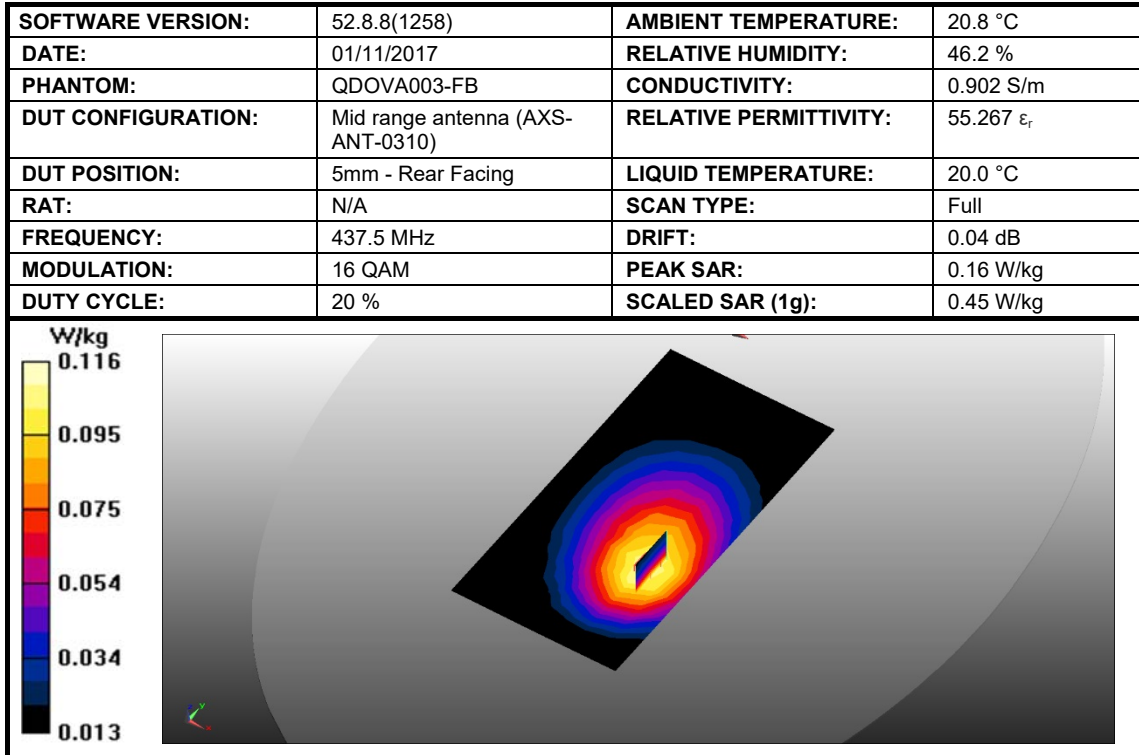 SOFTWARE VERSION: 52.8.8(1258) AMBIENT TEMPERATURE: 20.8 °C
DATE: 01/11/2017 RELATIVE HUMIDITY: 46.2 %
PHANTOM: QDOVA003-FB CONDUCTIVITY: 0.902 S/m
DUT CONFIGURATION: Mid range antenna (AXS- RELATIVE PERMITTIVITY: 55.267 εr
ANT-0310)
DUT POSITION: 5mm - Rear Facing LIQUID TEMPERATURE: 20.0 °C
RAT: N/A SCAN TYPE: Full
FREQUENCY: 437.5 MHz DRIFT: 0.04 dB
MODULATION: 16 QAM PEAK SAR: 0.16 W/kg
DUTY CYCLE: 20 % SCALED SAR (1g): 0.45 W/kg
W/kg
0.116
0.095
0.075
0.054
0.034
0.013